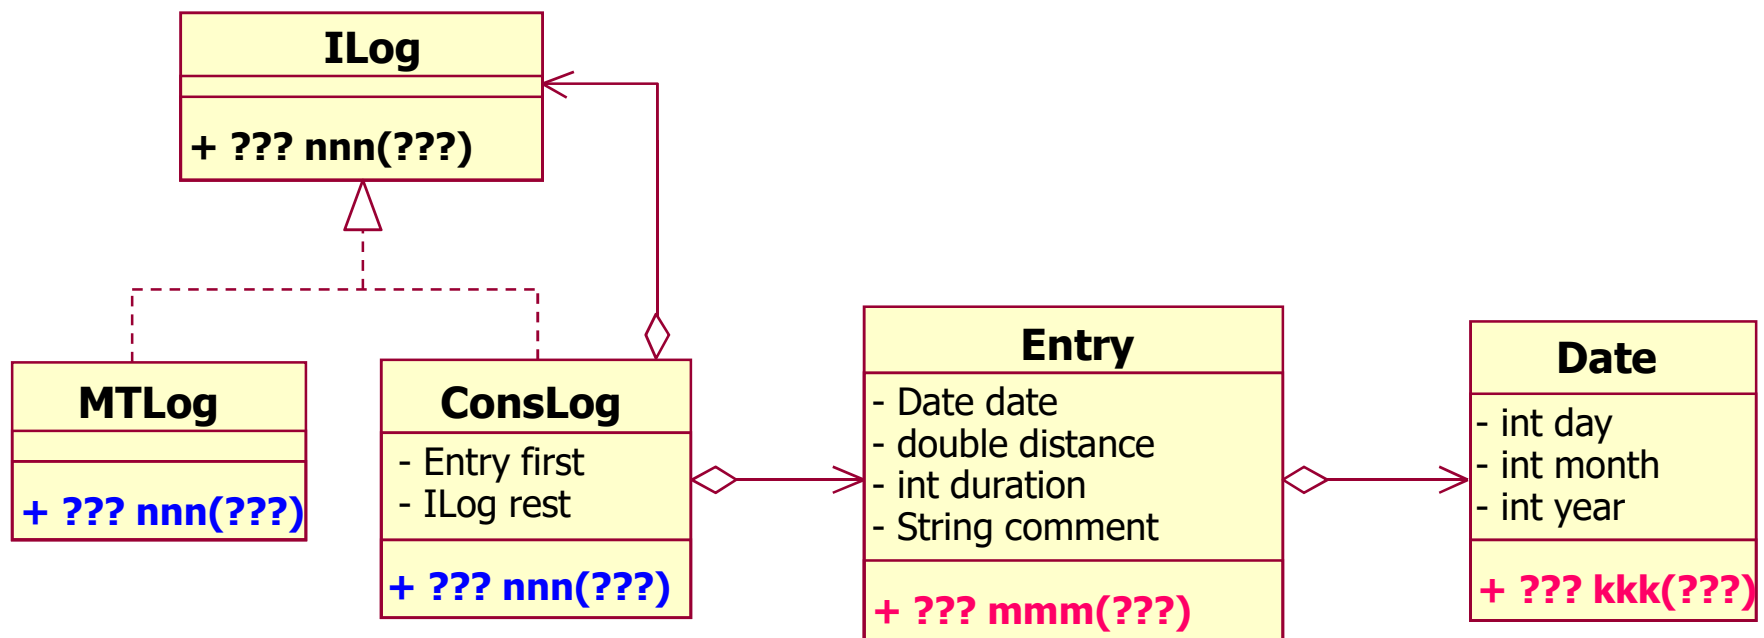 ILog
+ ??? nnn(???)
MTLog
+ ??? nnn(???)
ConsLog
- Entry first
- ILog rest
+ ??? nnn(???)
Entry
- Date date
- double distance
- int duration
- String comment
+ ??? mmm(???)
Date
- int day
- int month
- int year
+ ??? kkk(???)